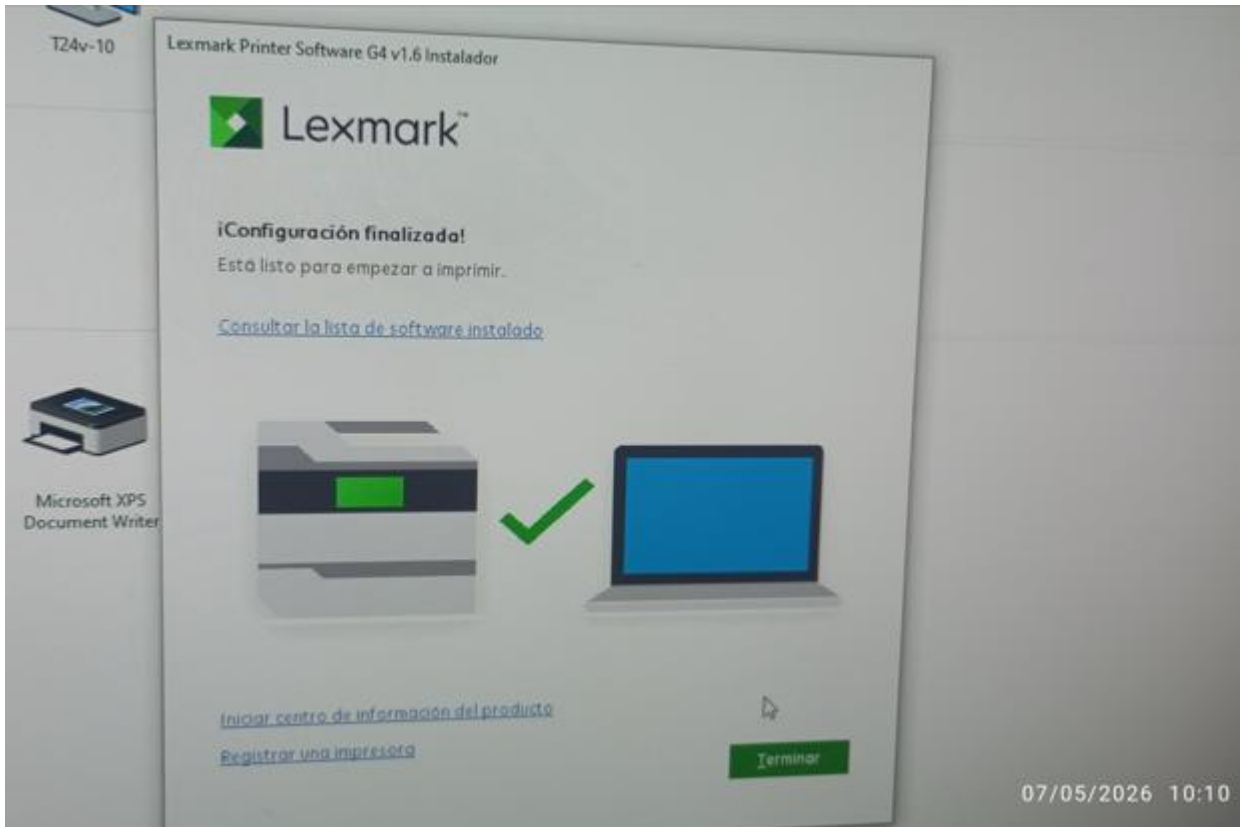 T24v-10
Lexmark Printer Software G4 v1.6 Instalador
Lexmark™
¡Configuración finalizada!
Está listo para empezar a imprimir.
Consultar la lista de software instalado
Microsoft XPS
Document Writer
Iniciar centro de información del producto
Registrar una impresora
Terminar
07/05/2026 10:10